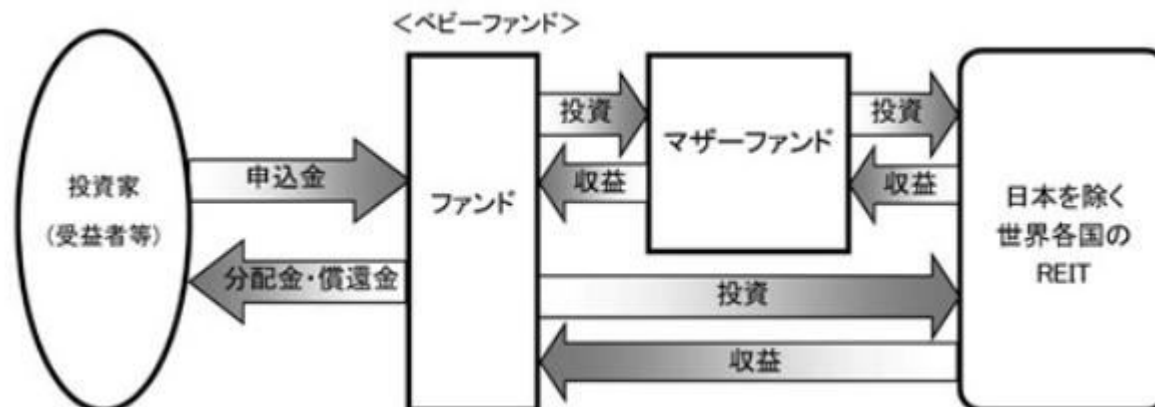 ＜ベビーファンド＞
投資家
(受益者等)
申込金
分配金・償還金
ファンド
投資
収益
マザーファンド
投資
収益
投資
収益
日本を除く
世界各国の
REIT